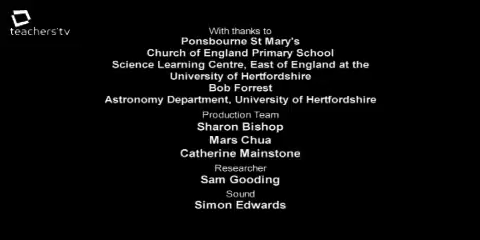 teachers'tv
With thanks to
Ponsbourne St Mary's
Church of England Primary School
Science Learning Centre, East of England at the
University of Hertfordshire
Bob Forrest
Astronomy Department, University of Hertfordshire
Production Team
Sharon Bishop
Mars Chua
Catherine Mainstone
Researcher
Sam Gooding
Sound
Simon Edwards